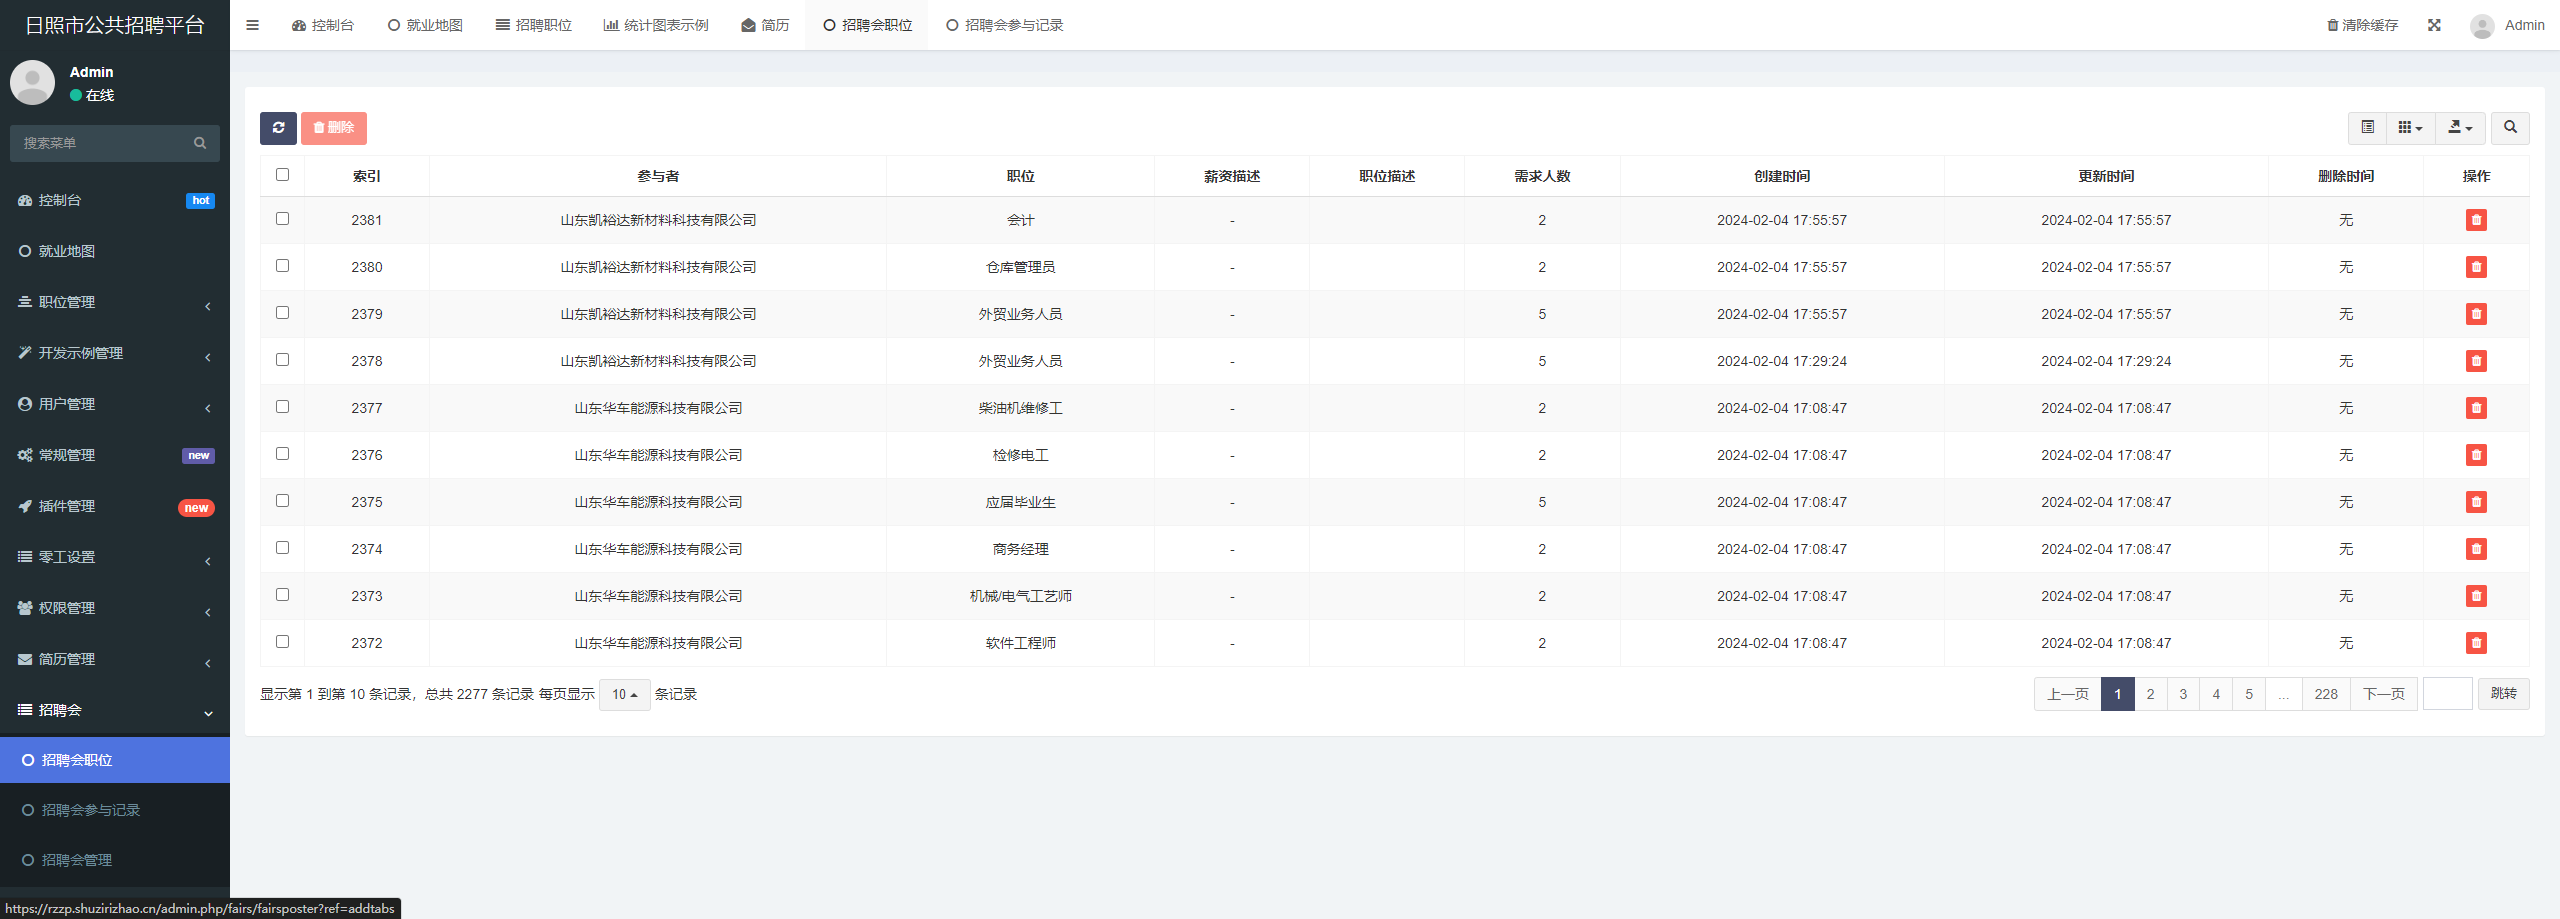 日照市公共招聘平台
控制台 就业地图 招聘职位 统计图表示例 简历 招聘会职位 招聘会参与记录 清除缓存 Admin
Admin
在线
搜索菜单
控制台 hot
就业地图
职位管理
开发示例管理
用户管理
常规管理 new
插件管理 new
零工设置
权限管理
简历管理
招聘会
招聘会职位
招聘会参与记录
招聘会管理
删除
索引 参与者 职位 薪资描述 职位描述 需求人数 创建时间 更新时间 删除时间 操作
2381 山东凯裕达新材料科技有限公司 会计 - 2 2024-02-04 17:55:57 2024-02-04 17:55:57 无
2380 山东凯裕达新材料科技有限公司 仓库管理员 - 2 2024-02-04 17:55:57 2024-02-04 17:55:57 无
2379 山东凯裕达新材料科技有限公司 外贸业务人员 - 5 2024-02-04 17:55:57 2024-02-04 17:55:57 无
2378 山东凯裕达新材料科技有限公司 外贸业务人员 - 5 2024-02-04 17:29:24 2024-02-04 17:29:24 无
2377 山东华车能源科技有限公司 柴油机维修工 - 2 2024-02-04 17:08:47 2024-02-04 17:08:47 无
2376 山东华车能源科技有限公司 检修电工 - 2 2024-02-04 17:08:47 2024-02-04 17:08:47 无
2375 山东华车能源科技有限公司 应届毕业生 - 5 2024-02-04 17:08:47 2024-02-04 17:08:47 无
2374 山东华车能源科技有限公司 商务经理 - 2 2024-02-04 17:08:47 2024-02-04 17:08:47 无
2373 山东华车能源科技有限公司 机械/电气工艺师 - 2 2024-02-04 17:08:47 2024-02-04 17:08:47 无
2372 山东华车能源科技有限公司 软件工程师 - 2 2024-02-04 17:08:47 2024-02-04 17:08:47 无
显示第 1 到第 10 条记录，总共 2277 条记录 每页显示 10 条记录 上一页 1 2 3 4 5 ... 228 下一页 跳转
https://rzzp.shuzirizhao.cn/admin.php/fairs/fairsposter?ref=addtabs